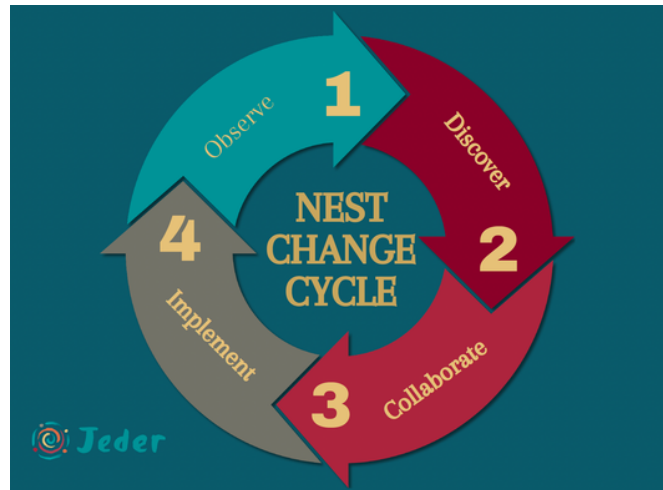 1
Observe
Discover
2
NEST
CHANGE
CYCLE
3
Collaborate
4
Implement
Jeder